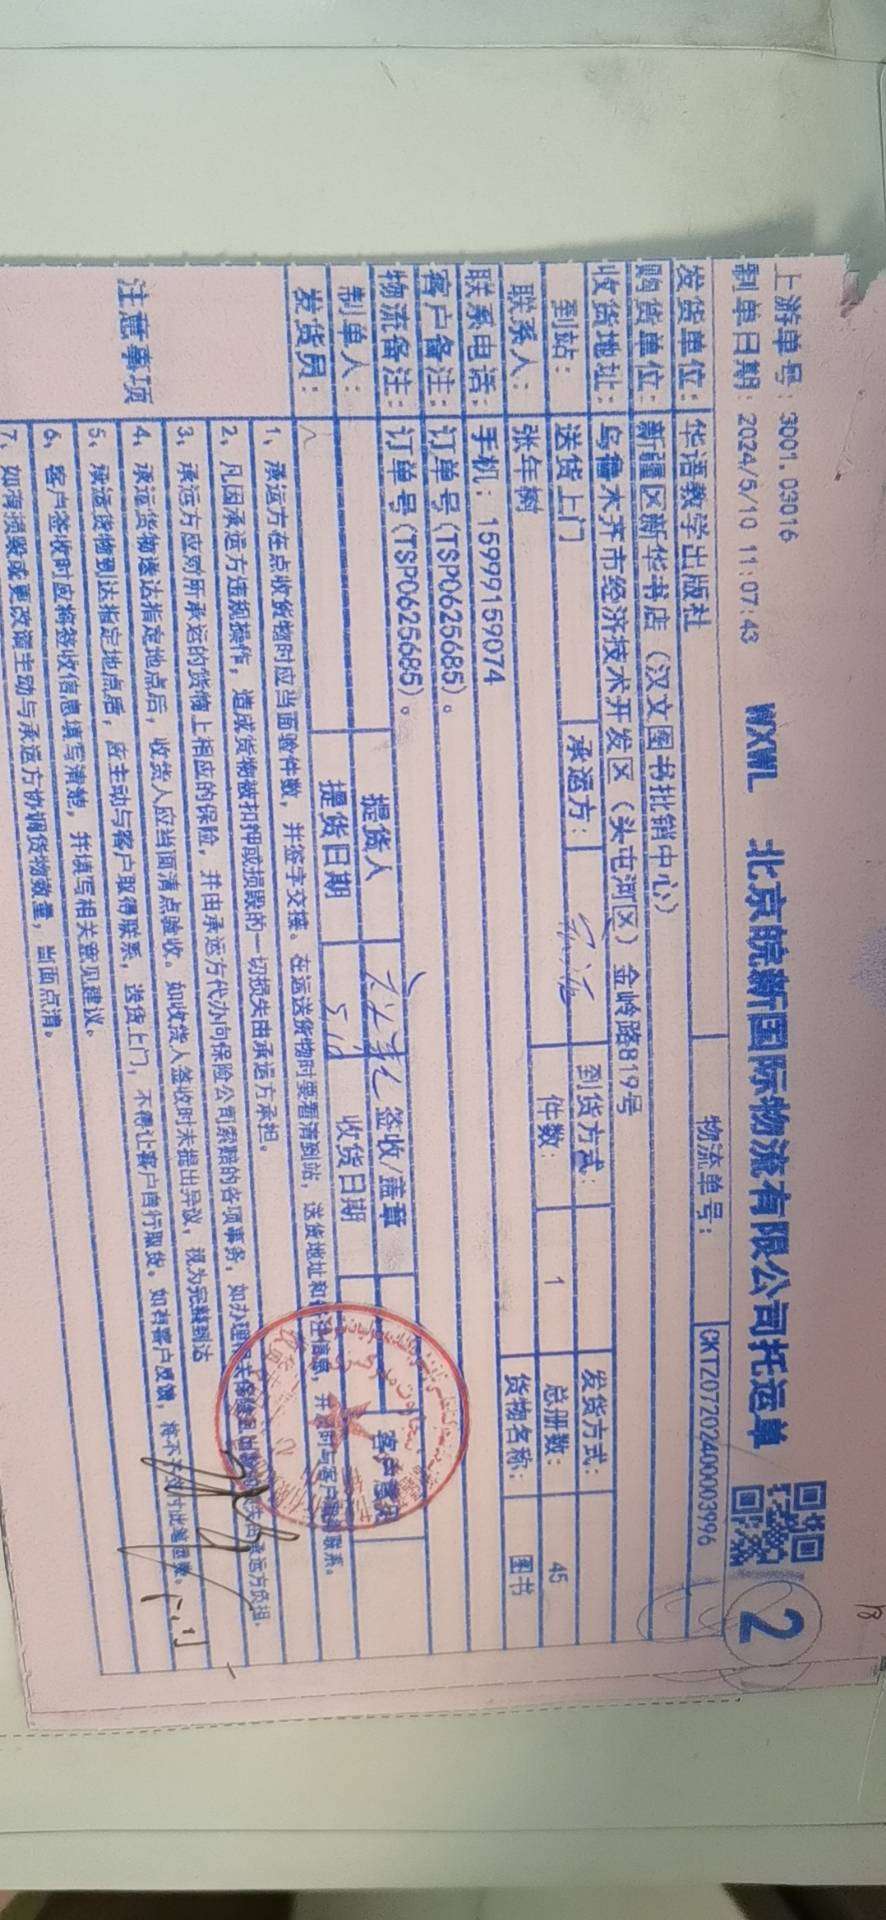 上游单号：3001.03016
WXWL 北京皖新国际物流有限公司托运单
2
制单日期：2024/5/10 11:07:43
物流单号：CKTZ0720240003996
发货单位：华语教学出版社
购货单位：新疆区新华书店（汉文图书批销中心）
收货地址：乌鲁木齐市经济技术开发区（头屯河区）金岭路819号
到站：送货上门 承运方： 到货方式： 发货方式：
件数：1 总册数：45
联系人：张年树 货物名称：图书
联系电话：手机：15999159074
客户备注：订单号(TSP0625685)。
物流备注：订单号(TSP0625685)。
制单人： 提货人 签收/盖章 客户意见
发货员： 提货日期 5.10 收货日期
注意事项
1、承运方在点收货物时应当面验件数，并签字交接。在运送货物时要看清到站，送货地址和
2、凡因承运方违规操作，造成货物被扣押或损毁的一切损失由承运方承担。
3、承运方应对所承运的货物上相应的保险，并由承运方代办向保险公司索赔的各项事务，如办理
4、承运货物送达指定地点后，收货人应当面清点验收。如收货人签收时未提出异议，视为完整到达
5、承运货物到达指定地点后，应主动与客户取得联系，送货上门，不得让客户自行取货。如有客户反馈，
6、客户签收时应将签收信息填写清楚，并填写相关意见建议。
7、如有损毁或更改请主动与承运方协调货物数量，当面点清。